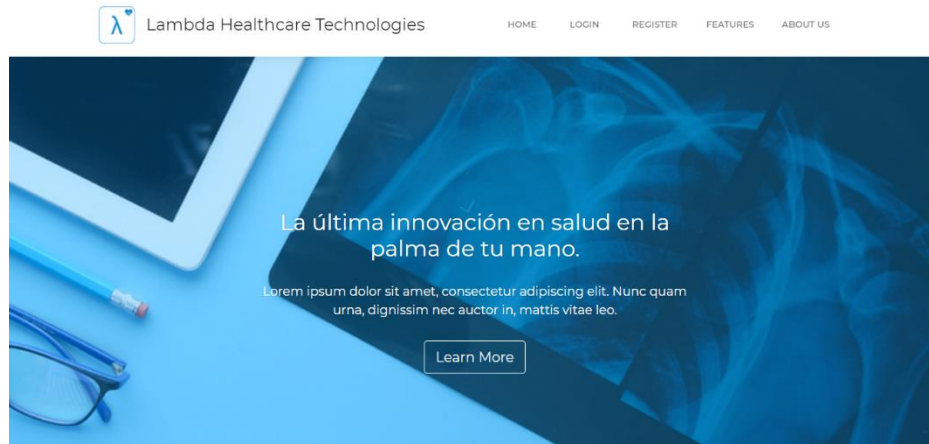 λ Lambda Healthcare Technologies HOME LOGIN REGISTER FEATURES ABOUT US
La última innovación en salud en la
palma de tu mano.
Lorem ipsum dolor sit amet, consectetur adipiscing elit. Nunc quam
urna, dignissim nec auctor in, mattis vitae leo.
Learn More